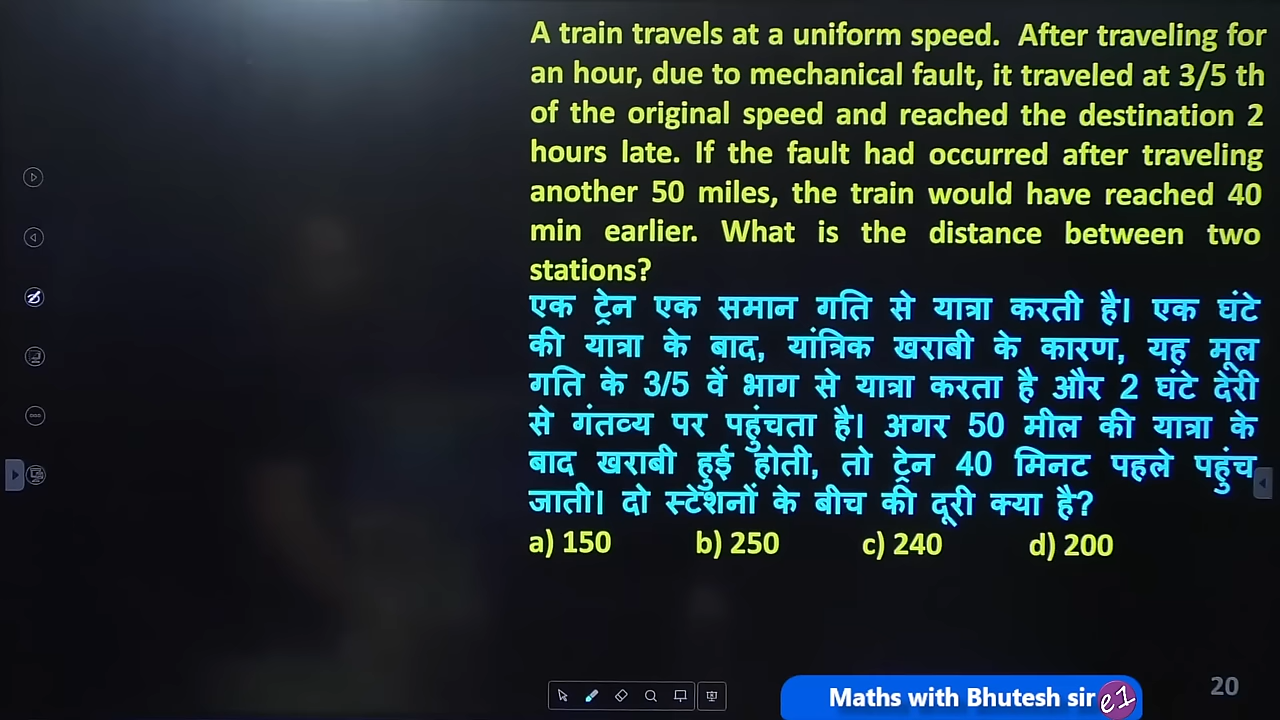 A train travels at a uniform speed. After traveling for
an hour, due to mechanical fault, it traveled at 3/5 th
of the original speed and reached the destination 2
hours late. If the fault had occurred after traveling
another 50 miles, the train would have reached 40
min earlier. What is the distance between two
stations?
एक ट्रेन एक समान गति से यात्रा करती है। एक घंटे
की यात्रा के बाद, यांत्रिक खराबी के कारण, यह मूल
गति के 3/5 वें भाग से यात्रा करता है और 2 घंटे देरी
से गंतव्य पर पहुंचता है। अगर 50 मील की यात्रा के
बाद खराबी हुई होती, तो ट्रेन 40 मिनट पहले पहुंच
जाती। दो स्टेशनों के बीच की दूरी क्या है?
a) 150 b) 250 c) 240 d) 200
Maths with Bhutesh sir e1
20